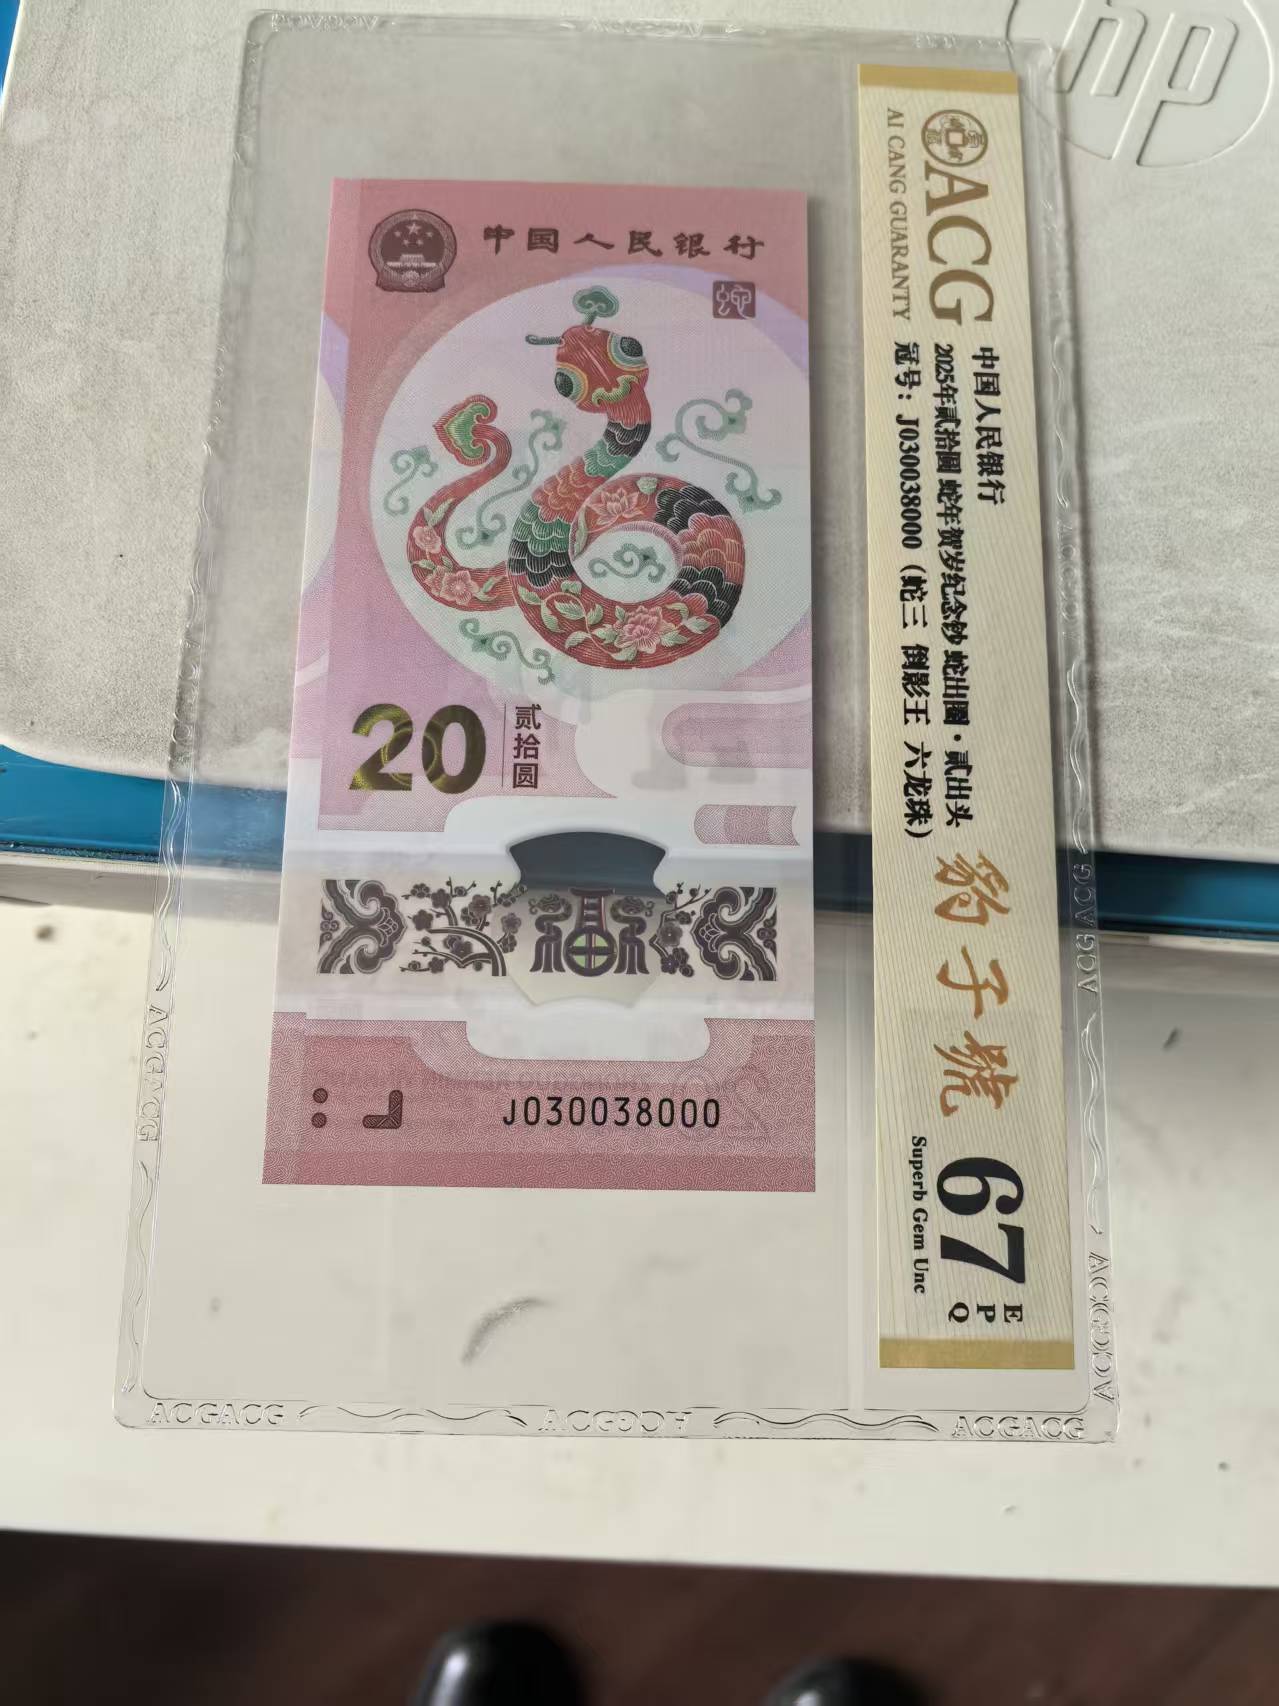 hp
中国人民银行
蛇
20
贰拾圆
J030038000
ACG
AI CANG GUARANTY
中国人民银行
2025年贰拾圆 蛇年贺岁纪念钞 蛇出圈·贰出头
冠号：J030038000（蛇三 倒影王 六龙珠）
豹子號
67
EPQ
Superb Gem Unc
ACGACG
ACGACG
ACGACG